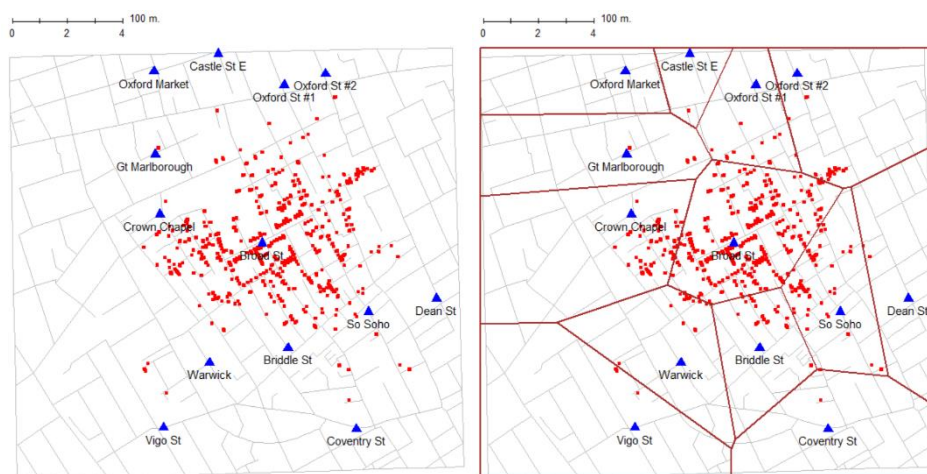 100 m.
0 2 4
Castle St E
Oxford Market
Oxford St #2
Oxford St #1
Gt Marlborough
Crown Chapel
Broad St
Dean St
So Soho
Briddle St
Warwick
Vigo St
Coventry St
100 m.
0 2 4
Castle St E
Oxford Market
Oxford St #2
Oxford St #1
Gt Marlborough
Crown Chapel
Broad St
Dean St
So Soho
Briddle St
Warwick
Vigo St
Coventry St